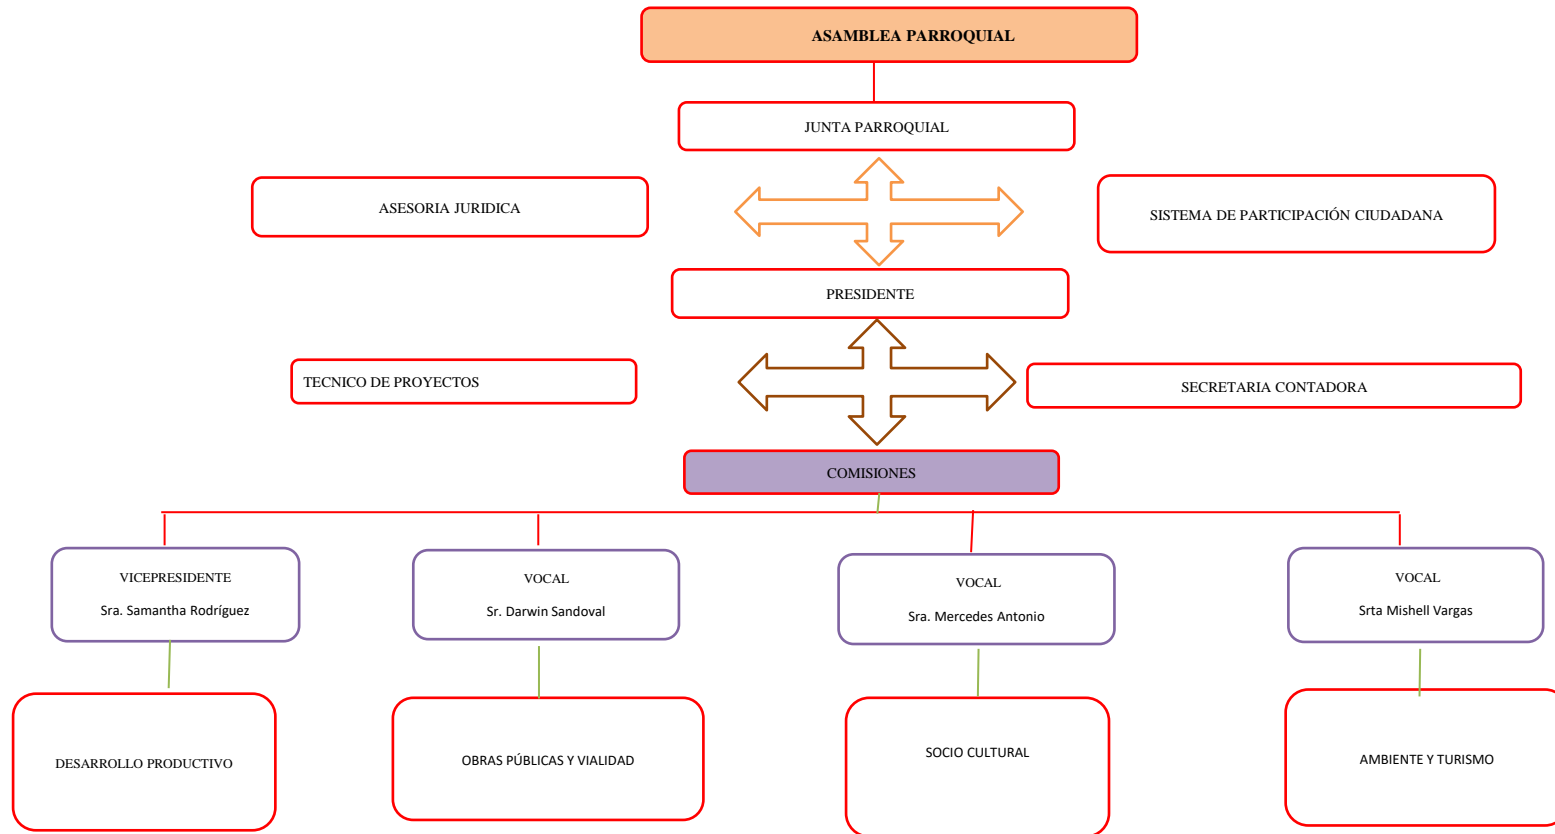 ASAMBLEA PARROQUIAL
JUNTA PARROQUIAL
ASESORIA JURIDICA
SISTEMA DE PARTICIPACIÓN CIUDADANA
PRESIDENTE
TECNICO DE PROYECTOS
SECRETARIA CONTADORA
COMISIONES
VICEPRESIDENTE
Sra. Samantha Rodríguez
VOCAL
Sr. Darwin Sandoval
VOCAL
Sra. Mercedes Antonio
VOCAL
Srta Mishell Vargas
DESARROLLO PRODUCTIVO
OBRAS PÚBLICAS Y VIALIDAD
SOCIO CULTURAL
AMBIENTE Y TURISMO